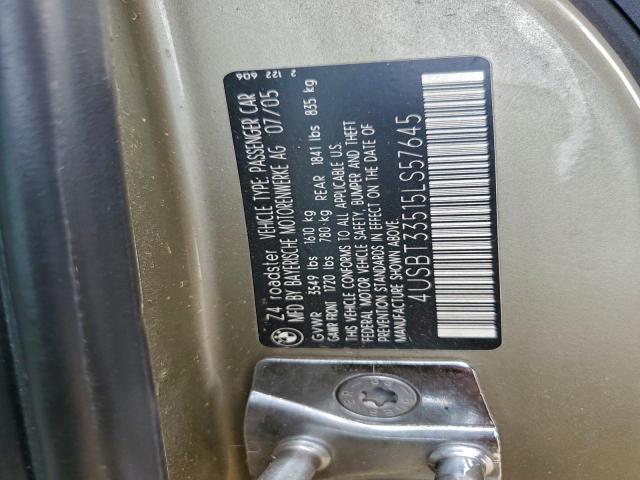 Z4 roadster VEHICLE TYPE: PASSENGER CAR
MFD BY BAYERISCHE MOTORENWERKE AG 07/05
GVWR 3549 lbs 1610 kg
GAWR FRONT 1720 lbs 780 kg REAR 1841 lbs 835 kg
THIS VEHICLE CONFORMS TO ALL APPLICABLE U.S.
FEDERAL MOTOR VEHICLE SAFETY, BUMPER AND THEFT
PREVENTION STANDARDS IN EFFECT ON THE DATE OF
MANUFACTURE SHOWN ABOVE.
4USBT33515LS57645
2 122 606